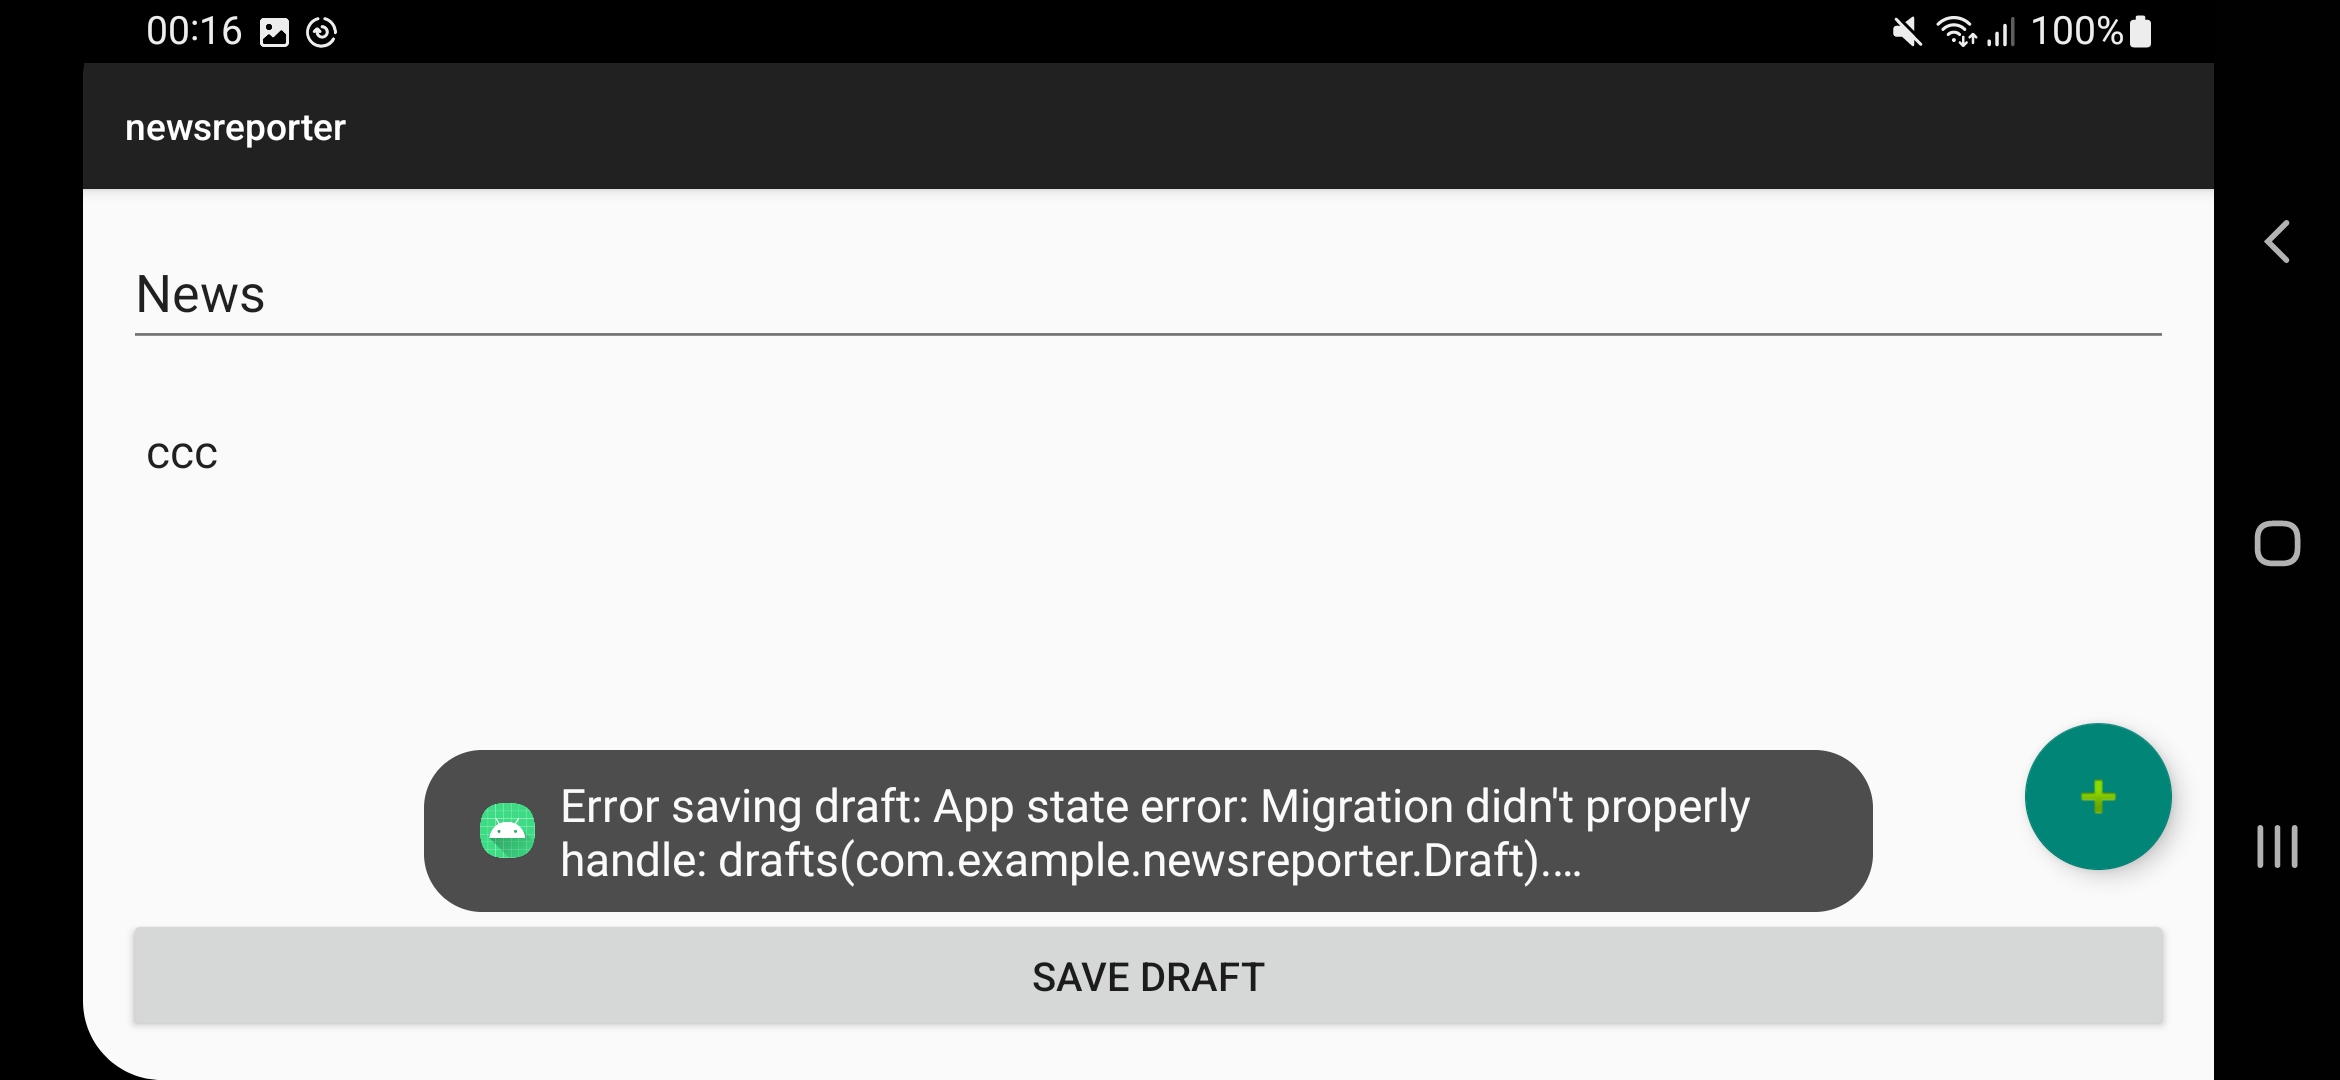 00:16
100%
newsreporter
News
ccc
Error saving draft: App state error: Migration didn't properly
handle: drafts(com.example.newsreporter.Draft)....
SAVE DRAFT